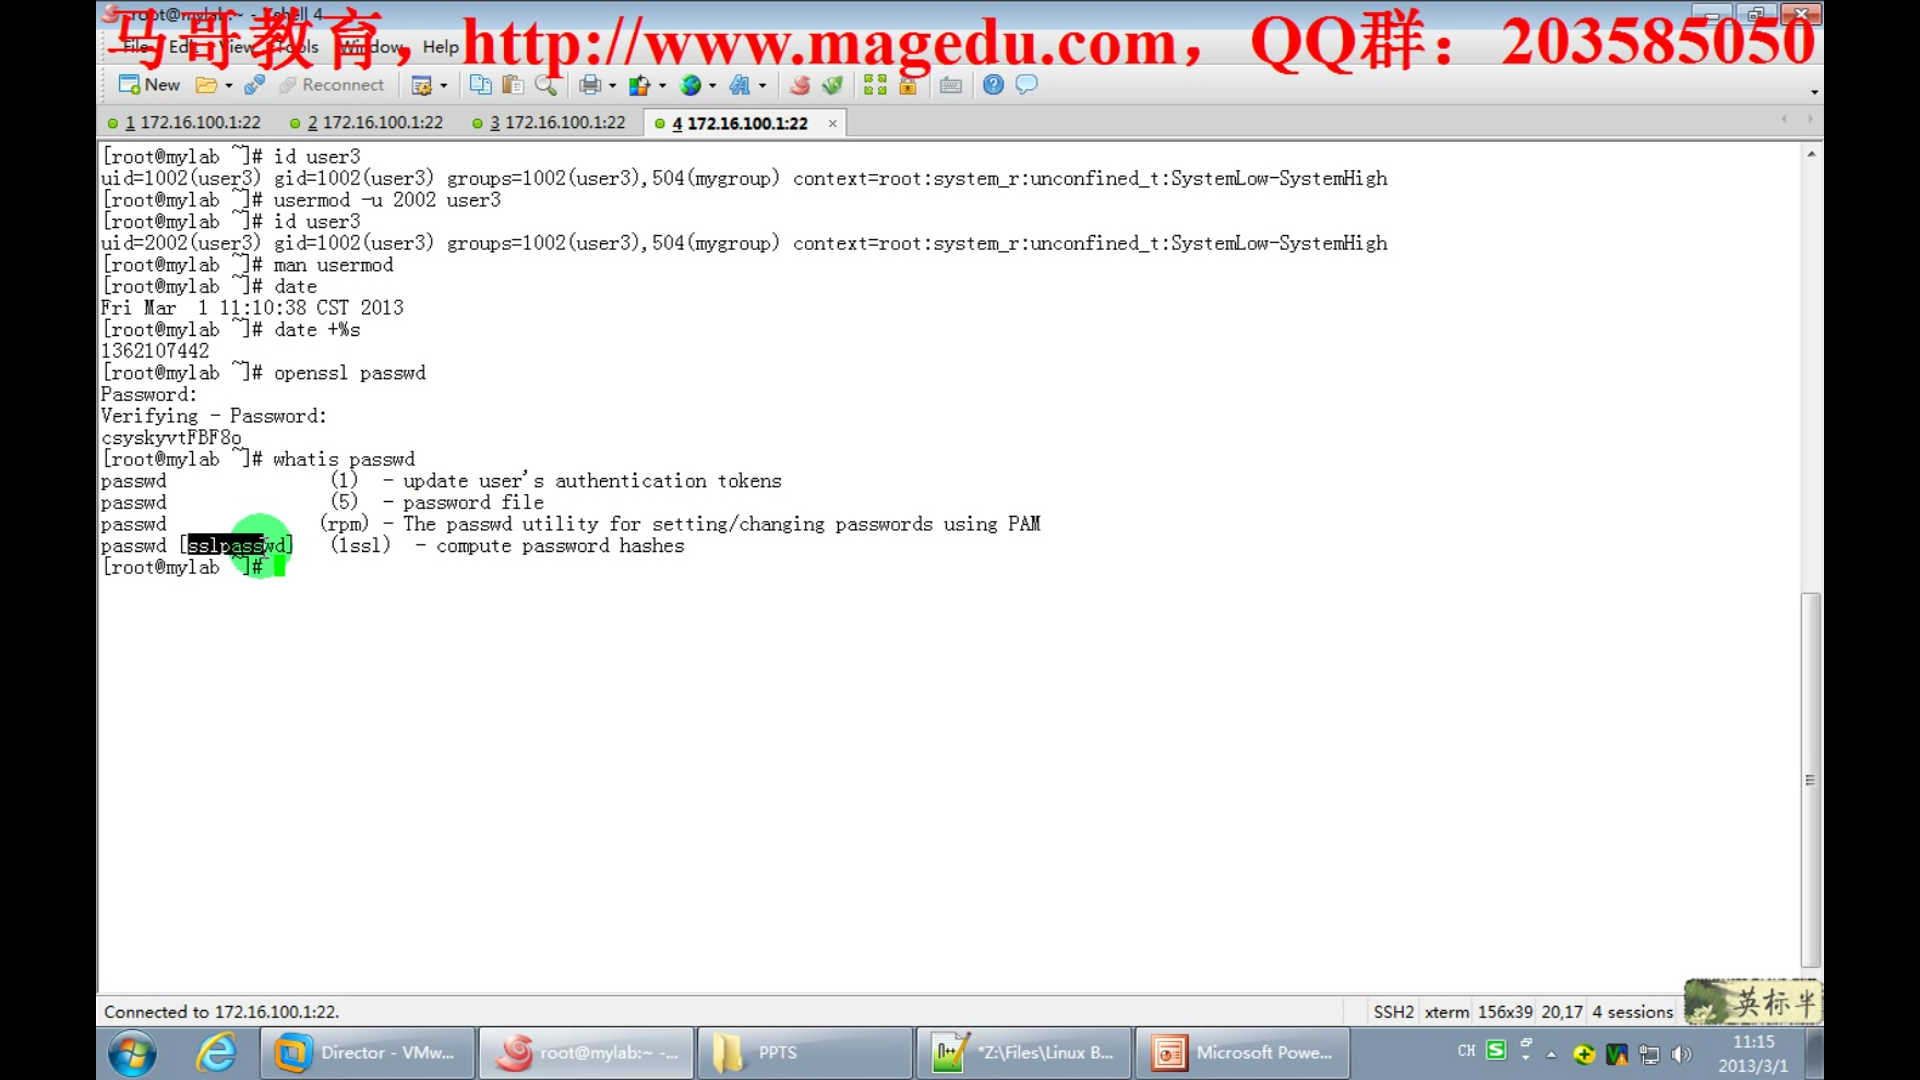 root@mylab:~ - Xshell 4
马哥教育，http://www.magedu.com，QQ群：203585050
File Edit View Tools Window Help
New Reconnect
1 172.16.100.1:22 2 172.16.100.1:22 3 172.16.100.1:22 4 172.16.100.1:22
[root@mylab ~]# id user3
uid=1002(user3) gid=1002(user3) groups=1002(user3),504(mygroup) context=root:system_r:unconfined_t:SystemLow-SystemHigh
[root@mylab ~]# usermod -u 2002 user3
[root@mylab ~]# id user3
uid=2002(user3) gid=1002(user3) groups=1002(user3),504(mygroup) context=root:system_r:unconfined_t:SystemLow-SystemHigh
[root@mylab ~]# man usermod
[root@mylab ~]# date
Fri Mar  1 11:10:38 CST 2013
[root@mylab ~]# date +%s
1362107442
[root@mylab ~]# openssl passwd
Password:
Verifying - Password:
csyskyvtFBF8o
[root@mylab ~]# whatis passwd
passwd (1) - update user's authentication tokens
passwd (5) - password file
passwd (rpm) - The passwd utility for setting/changing passwords using PAM
passwd [sslpasswd] (1ssl) - compute password hashes
[root@mylab ~]#
Connected to 172.16.100.1:22. SSH2 xterm 156x39 20,17 4 sessions
英标半
Director - VMw... root@mylab:~ -... PPTS *Z:\Files\Linux B... Microsoft Powe... CH 11:15
2013/3/1